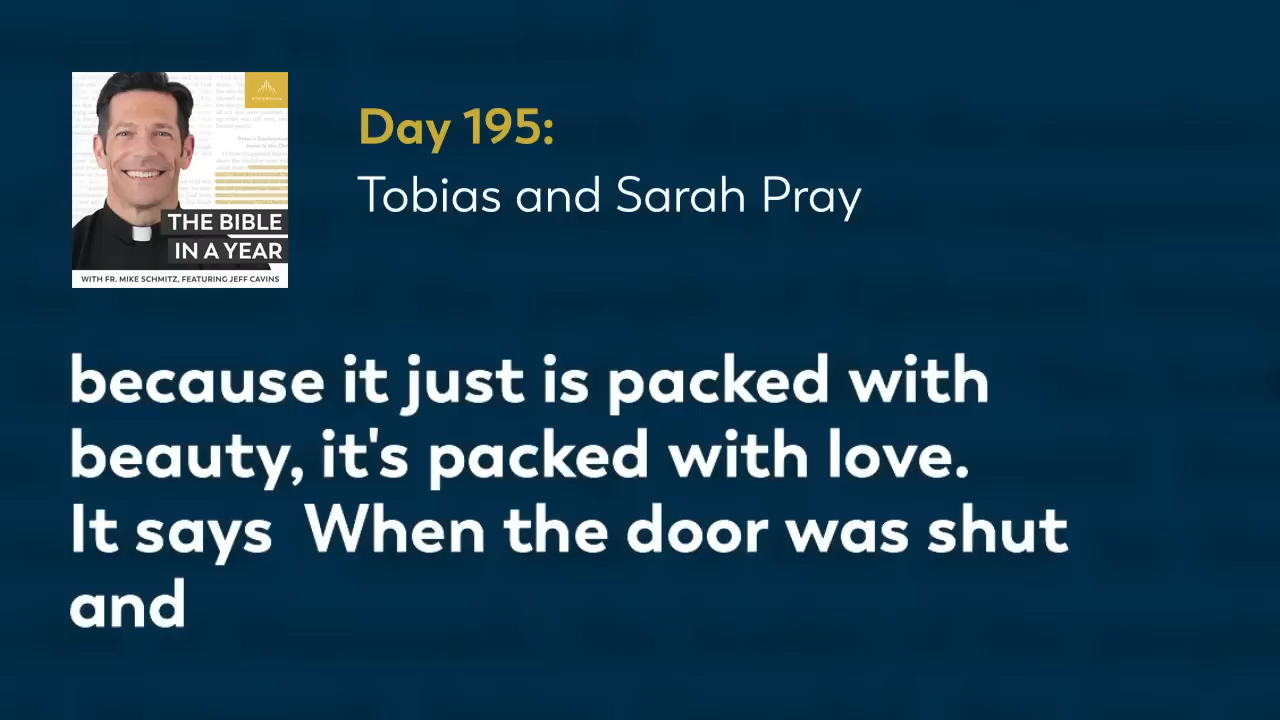 THE BIBLE
IN A YEAR
WITH FR. MIKE SCHMITZ, FEATURING JEFF CAVINS
Day 195:
Tobias and Sarah Pray
because it just is packed with
beauty, it's packed with love.
It says  When the door was shut
and